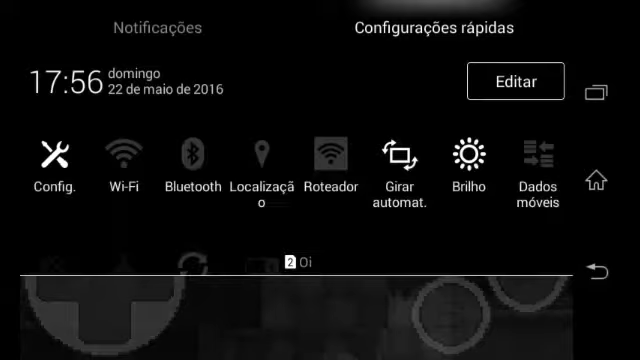 Notificações
Configurações rápidas
17:56
domingo
22 de maio de 2016
Editar
Config.
Wi-Fi
Bluetooth
Localizaçã
o
Roteador
Girar
automat.
Brilho
Dados
móveis
2 Oi